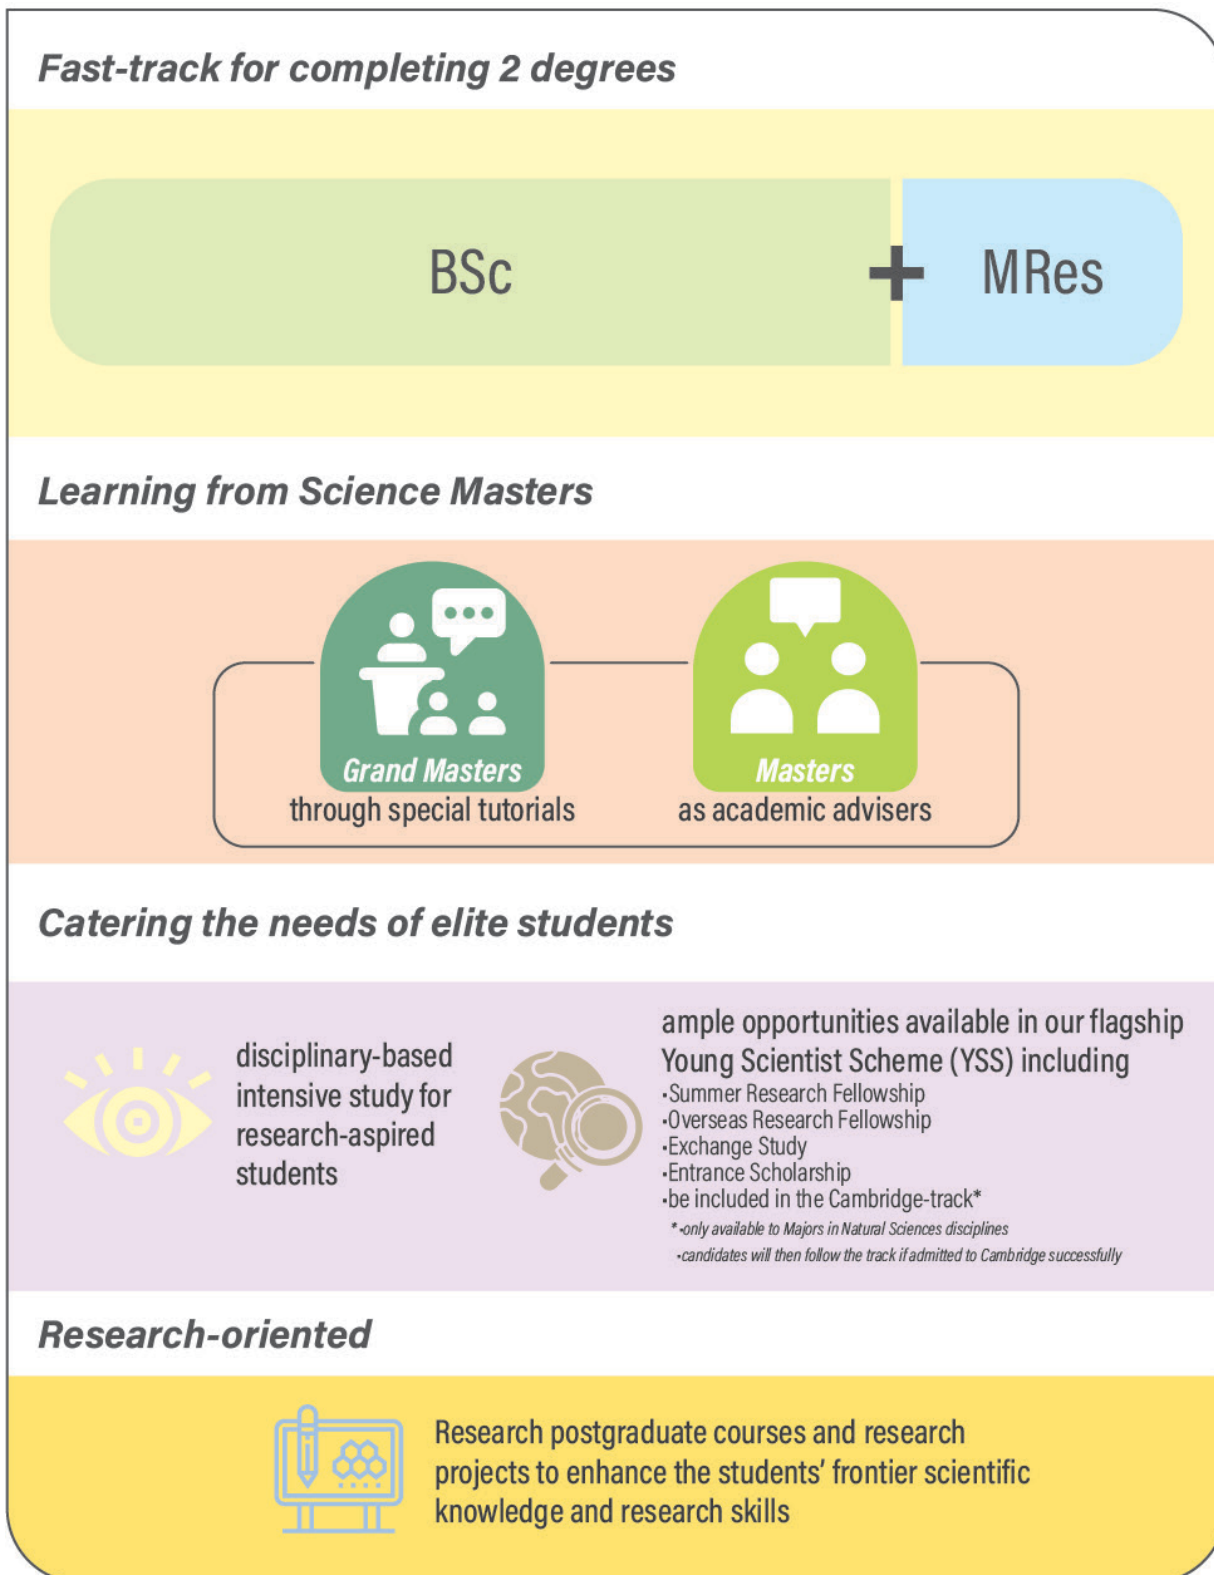 Fast-track for completing 2 degrees
BSc + MRes
Learning from Science Masters
Grand Masters
through special tutorials
Masters
as academic advisers
Catering the needs of elite students
disciplinary-based
intensive study for
research-aspired
students
ample opportunities available in our flagship
Young Scientist Scheme (YSS) including
·Summer Research Fellowship
·Overseas Research Fellowship
·Exchange Study
·Entrance Scholarship
·be included in the Cambridge-track*
* ·only available to Majors in Natural Sciences disciplines
·candidates will then follow the track if admitted to Cambridge successfully
Research-oriented
Research postgraduate courses and research
projects to enhance the students’ frontier scientific
knowledge and research skills